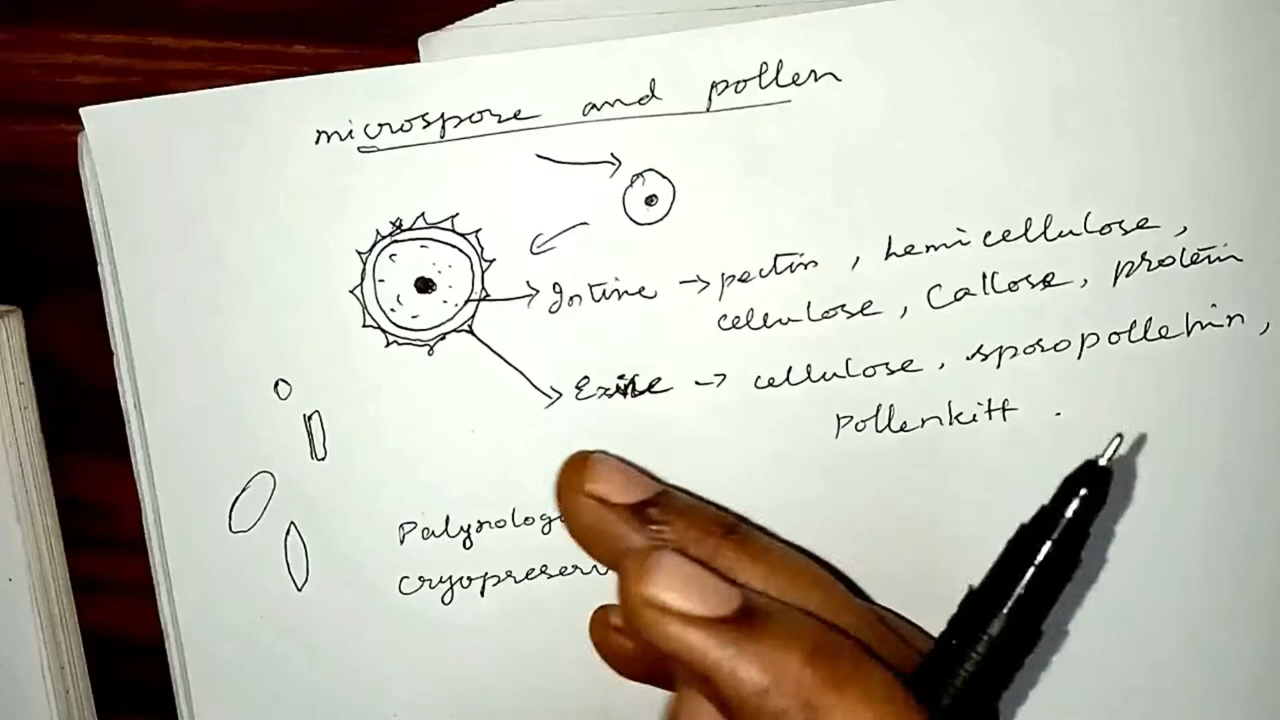 microspore and pollen
Intine → pectin, hemicellulose,
cellulose, Callose, protein
Exine → cellulose, sporopollenin,
Pollenkitt.